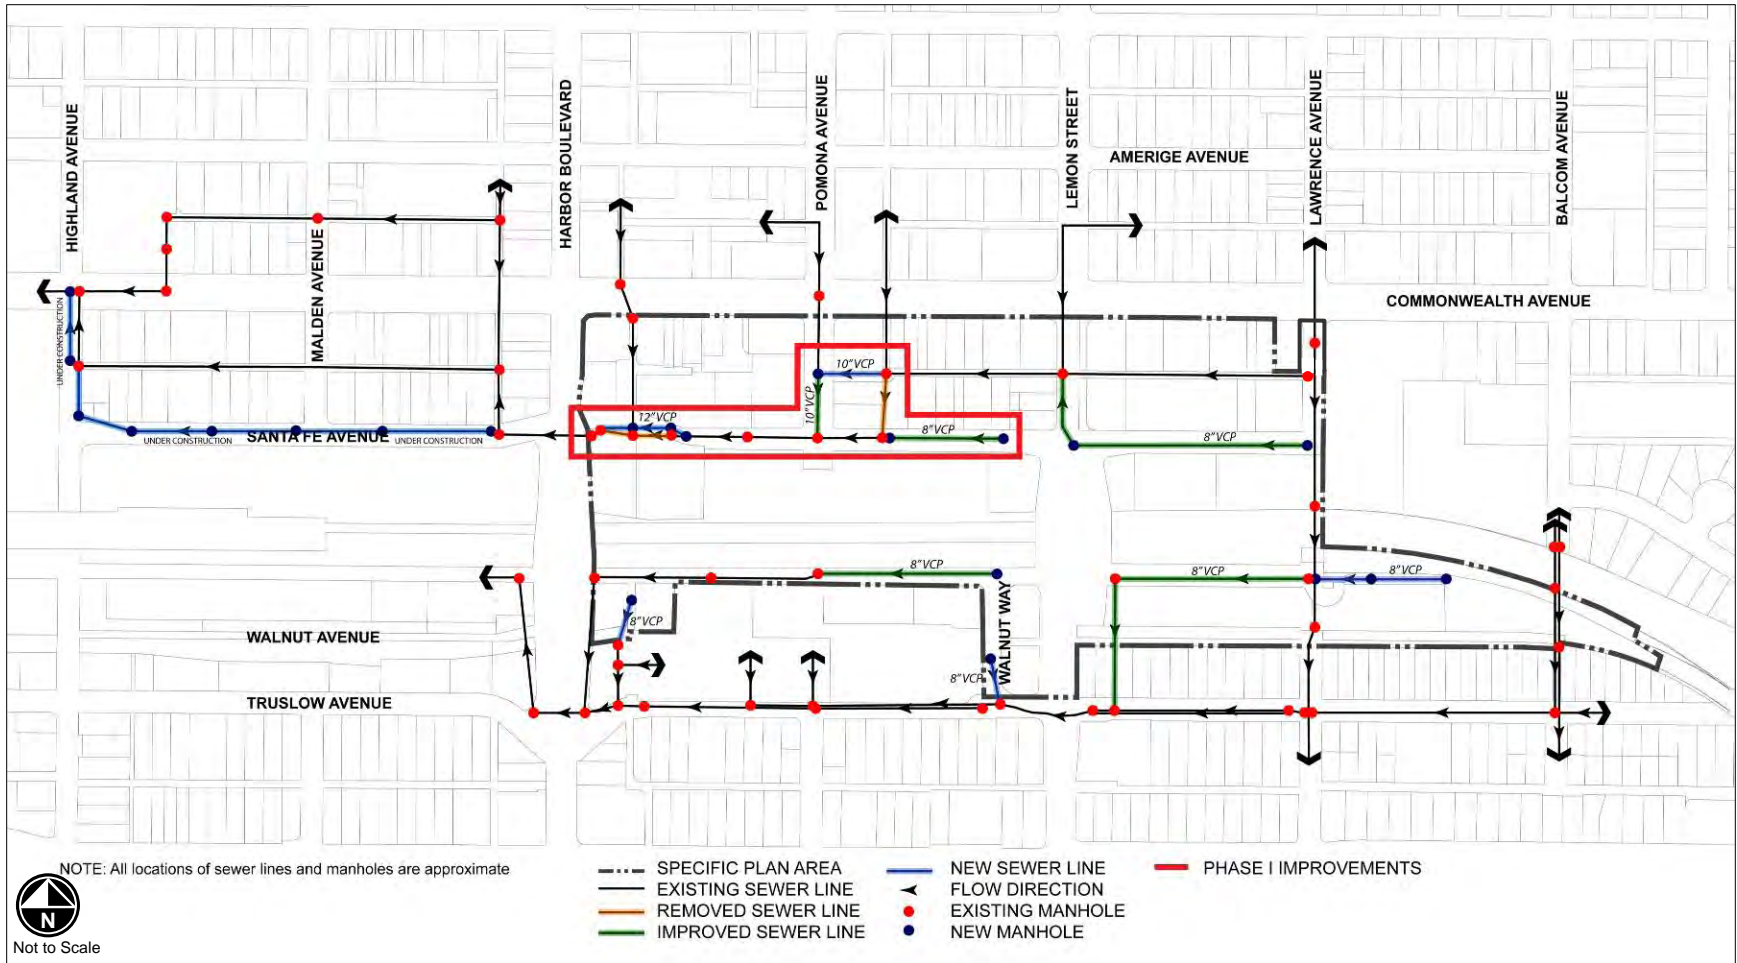 HIGHLAND AVENUE
MALDEN AVENUE
HARBOR BOULEVARD
POMONA AVENUE
LEMON STREET
AMERIGE AVENUE
LAWRENCE AVENUE
BALCOM AVENUE
COMMONWEALTH AVENUE
UNDER CONSTRUCTION
UNDER CONSTRUCTION
10"VCP
10"VCP
12"VCP
8"VCP
8"VCP
UNDER CONSTRUCTION
SANTA FE AVENUE
UNDER CONSTRUCTION
8"VCP
8"VCP
8"VCP
8"VCP
WALNUT WAY
WALNUT AVENUE
8"VCP
TRUSLOW AVENUE
NOTE: All locations of sewer lines and manholes are approximate
N
Not to Scale
SPECIFIC PLAN AREA
EXISTING SEWER LINE
REMOVED SEWER LINE
IMPROVED SEWER LINE
NEW SEWER LINE
FLOW DIRECTION
EXISTING MANHOLE
NEW MANHOLE
PHASE I IMPROVEMENTS